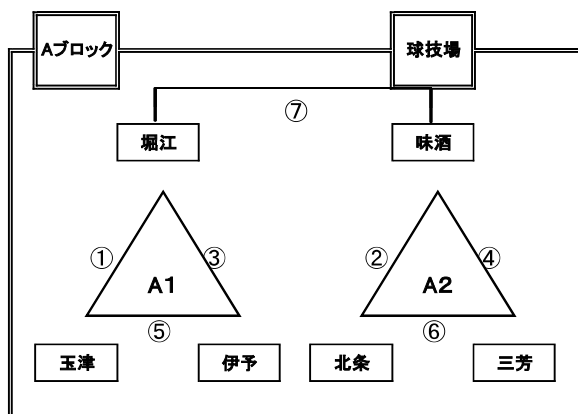 Aブロック 球技場
⑦
堀江 味酒
① ③ ② ④
A1 A2
⑤ ⑥
玉津 伊予 北条 三芳